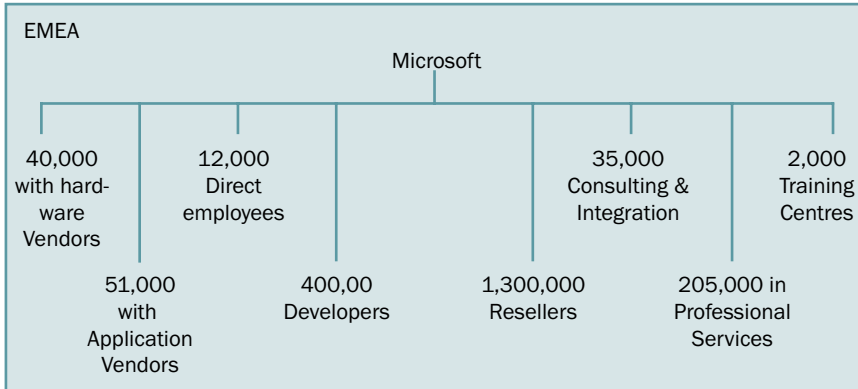 EMEA
Microsoft
40,000
with hard-
ware
Vendors
12,000
Direct
employees
35,000
Consulting &
Integration
2,000
Training
Centres
51,000
with
Application
Vendors
400,00
Developers
1,300,000
Resellers
205,000 in
Professional
Services